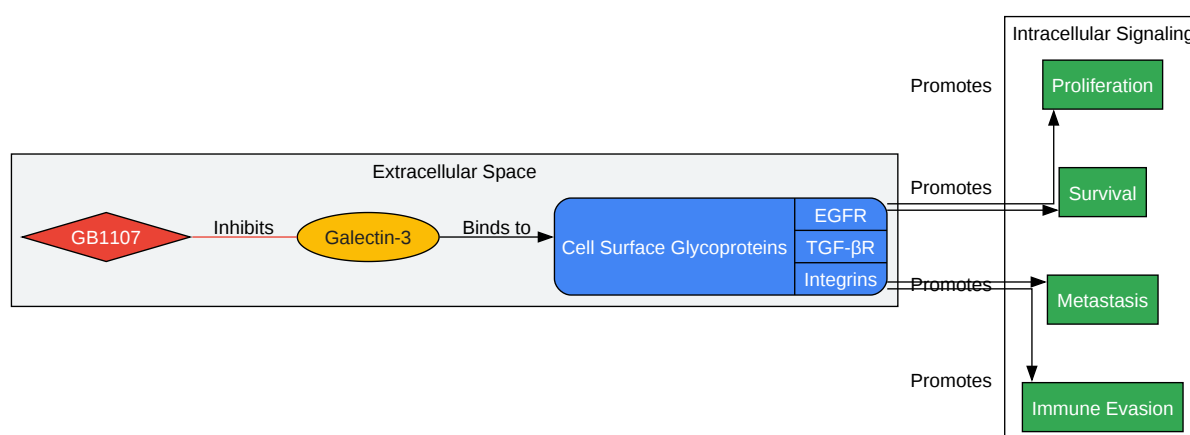 Intracellular Signaling
Promotes
Proliferation
Extracellular Space
Promotes
Survival
GB1107
Inhibits
Galectin-3
Binds to
Cell Surface Glycoproteins
EGFR
TGF-βR
Integrins
Promotes
Metastasis
Promotes
Immune Evasion